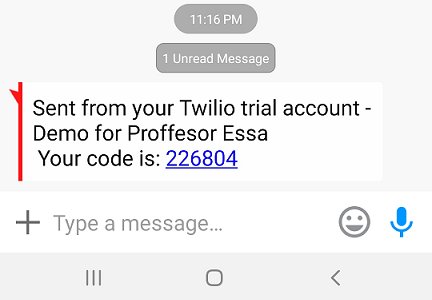 11:16 PM
1 Unread Message
Sent from your Twilio trial account -
Demo for Proffesor Essa
Your code is: 226804
Type a message...